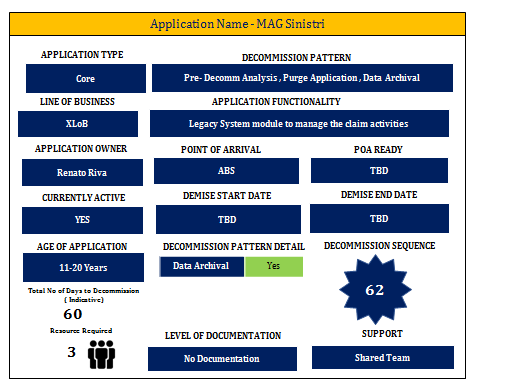 Application Name - MAG Sinistri
APPLICATION TYPE
DECOMMISSION PATTERN
Core
Pre- Decomm Analysis , Purge Application , Data Archival
LINE OF BUSINESS
APPLICATION FUNCTIONALITY
XLoB
Legacy System module to manage the claim activities
APPLICATION OWNER
POINT OF ARRIVAL
POA READY
Renato Riva
ABS
TBD
CURRENTLY ACTIVE
DEMISE START DATE
DEMISE END DATE
YES
TBD
TBD
AGE OF APPLICATION
DECOMMISSION PATTERN DETAIL
DECOMMISSION SEQUENCE
11-20 Years
Data Archival
Yes
62
Total No of Days to Decommission
( Indicative)
60
Resource Required
3
LEVEL OF DOCUMENTATION
SUPPORT
No Documentation
Shared Team